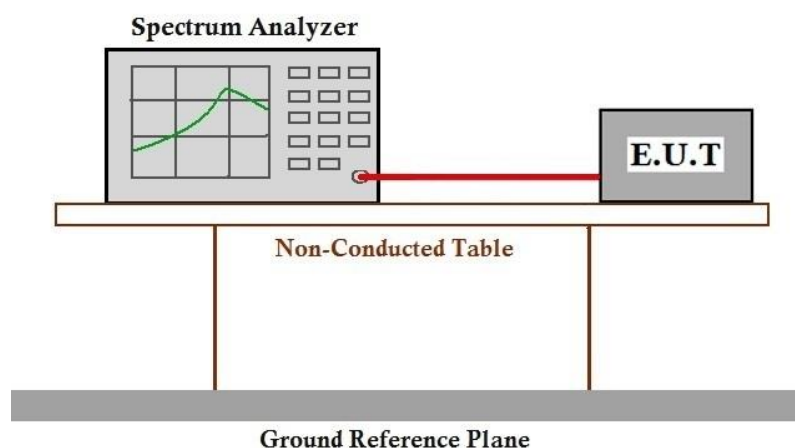 Spectrum Analyzer
E.U.T
Non-Conducted Table
Ground Reference Plane